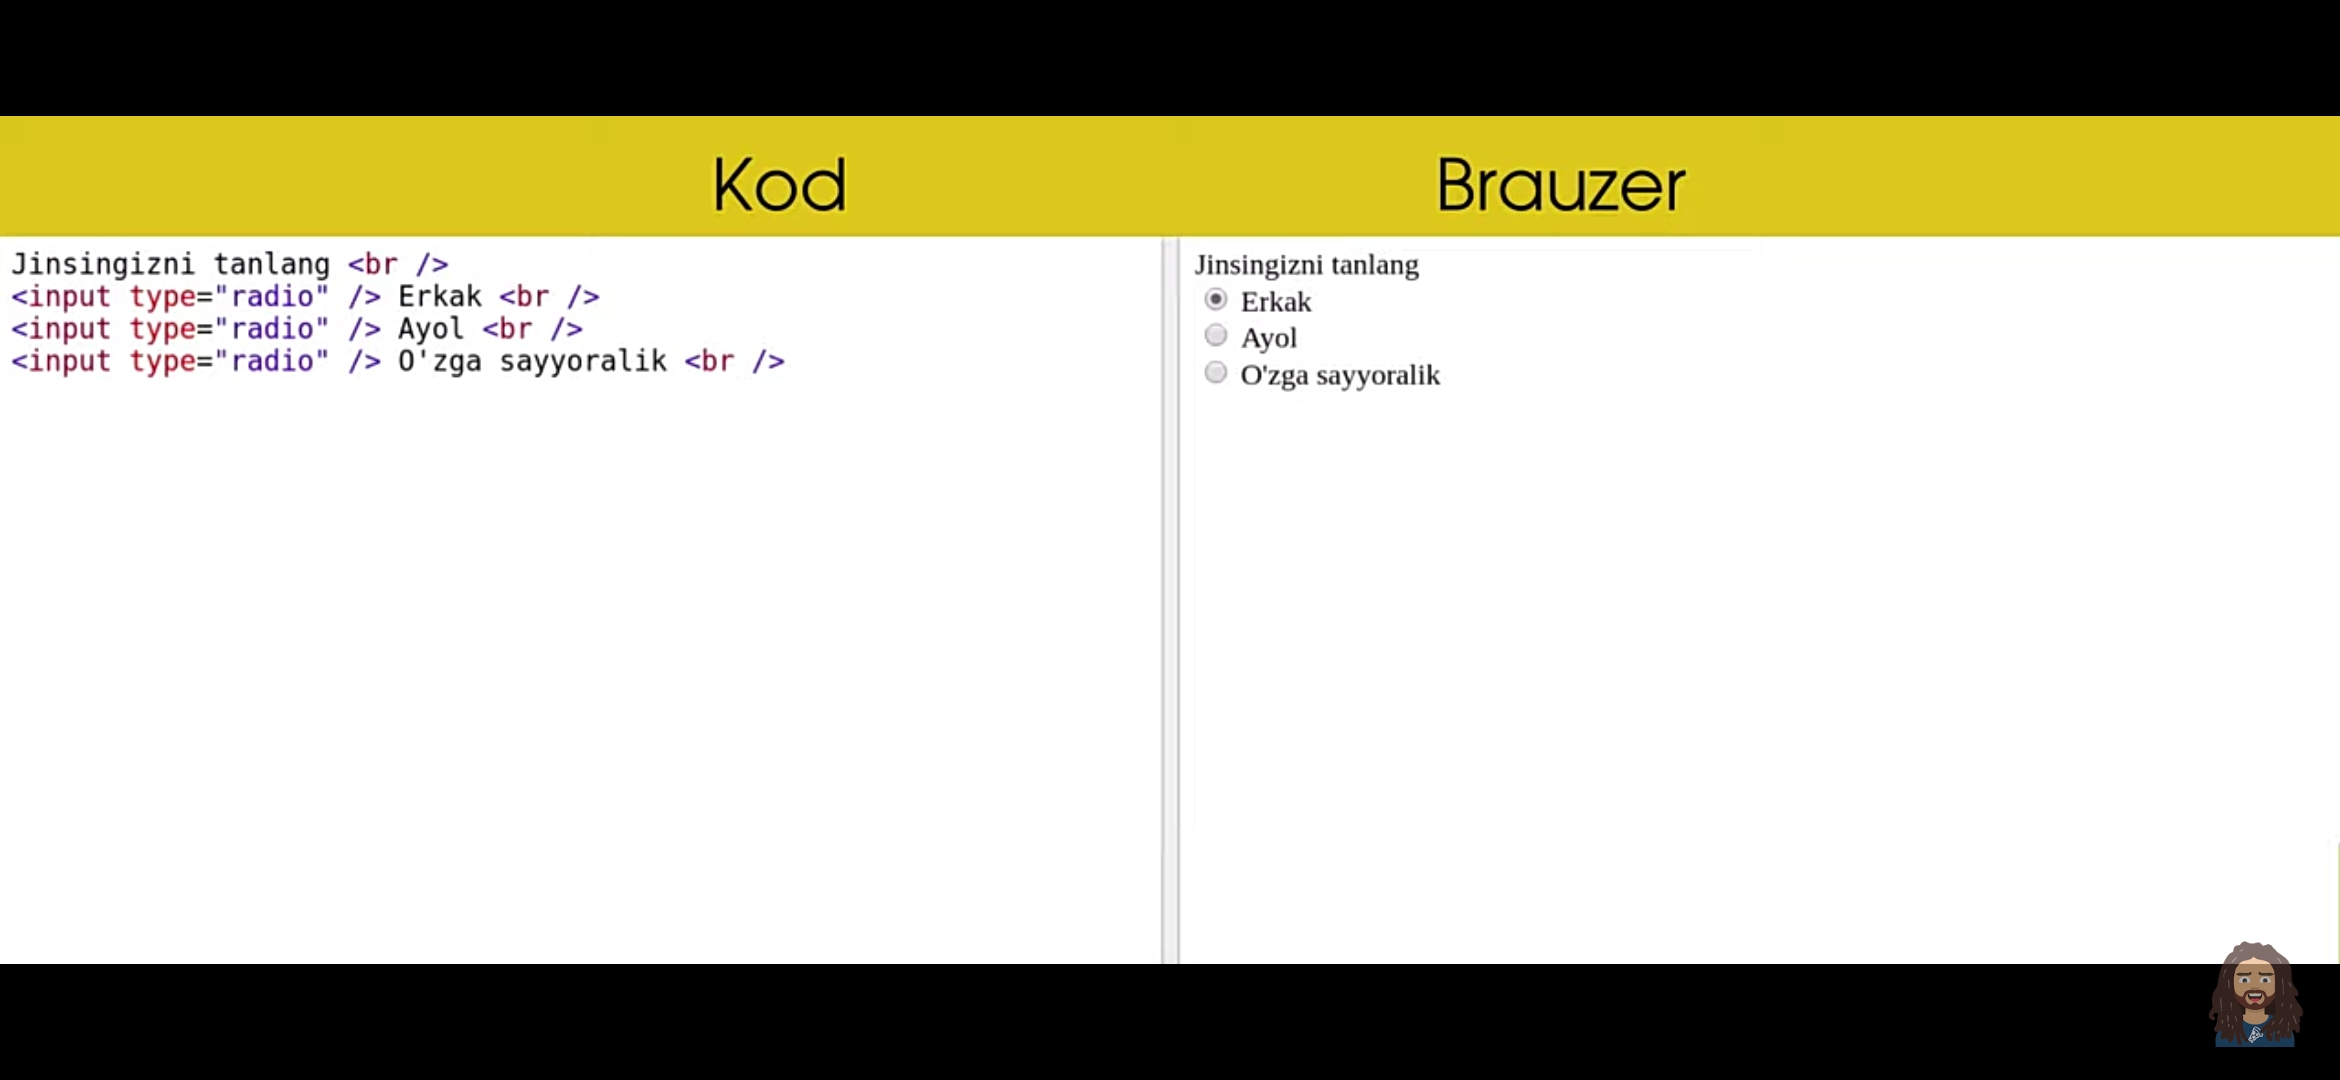 Kod
Brauzer
Jinsingizni tanlang <br />
<input type="radio" /> Erkak <br />
<input type="radio" /> Ayol <br />
<input type="radio" /> O'zga sayyoralik <br />
Jinsingizni tanlang
Erkak
Ayol
O'zga sayyoralik